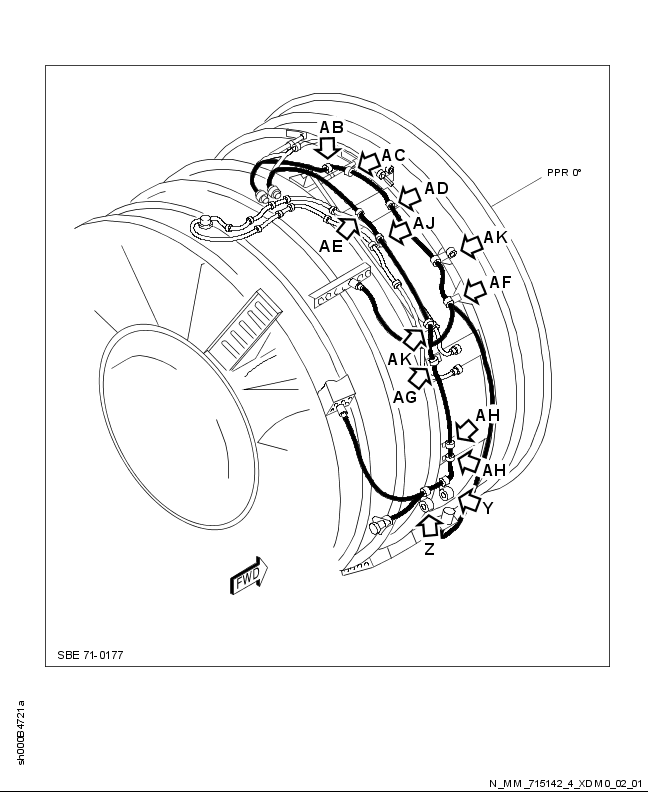 AB
AC
PPR 0°
AD
AJ
AE
AK
AF
AK
AG
AH
AH
Y
Z
FWD
SBE 71-0177
sh000B4721a
N_MM_715142_4_XDM0_02_01